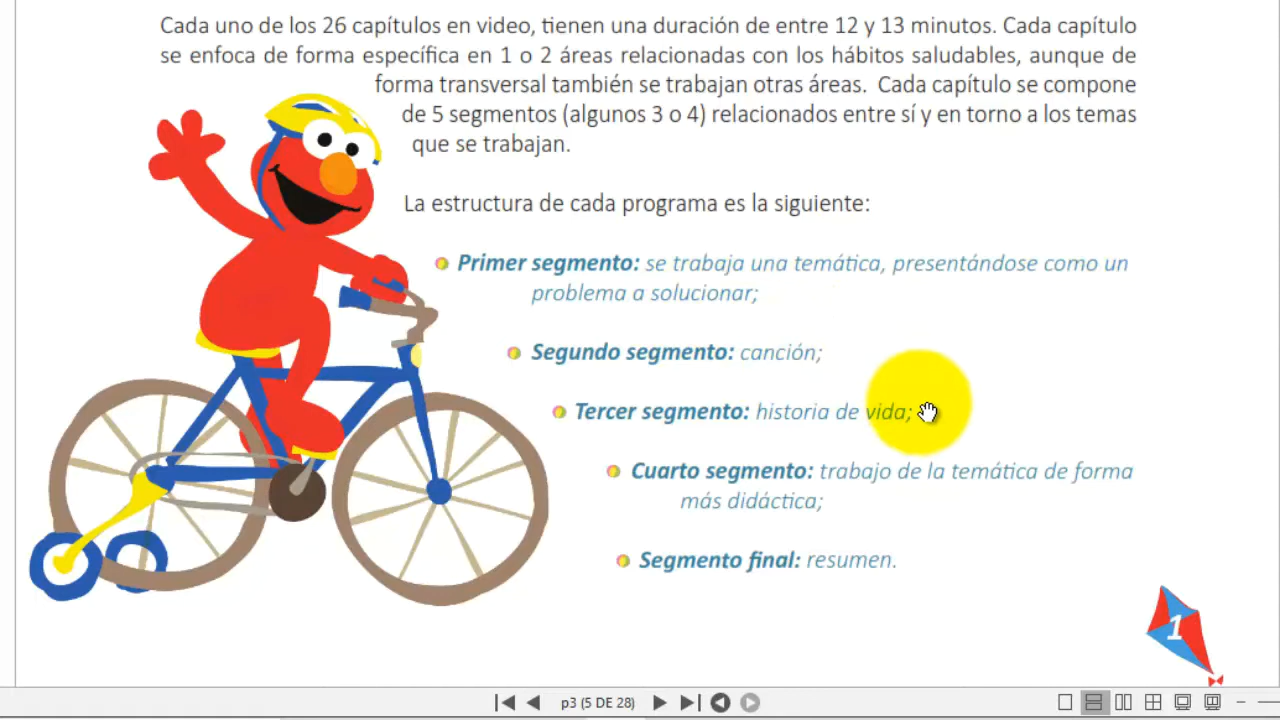 Cada uno de los 26 capítulos en video, tienen una duración de entre 12 y 13 minutos. Cada capítulo
se enfoca de forma específica en 1 o 2 áreas relacionadas con los hábitos saludables, aunque de
forma transversal también se trabajan otras áreas. Cada capítulo se compone
de 5 segmentos (algunos 3 o 4) relacionados entre sí y en torno a los temas
que se trabajan.
La estructura de cada programa es la siguiente:
Primer segmento: se trabaja una temática, presentándose como un
problema a solucionar;
Segundo segmento: canción;
Tercer segmento: historia de vida;
Cuarto segmento: trabajo de la temática de forma
más didáctica;
Segmento final: resumen.
1
p3 (5 DE 28)